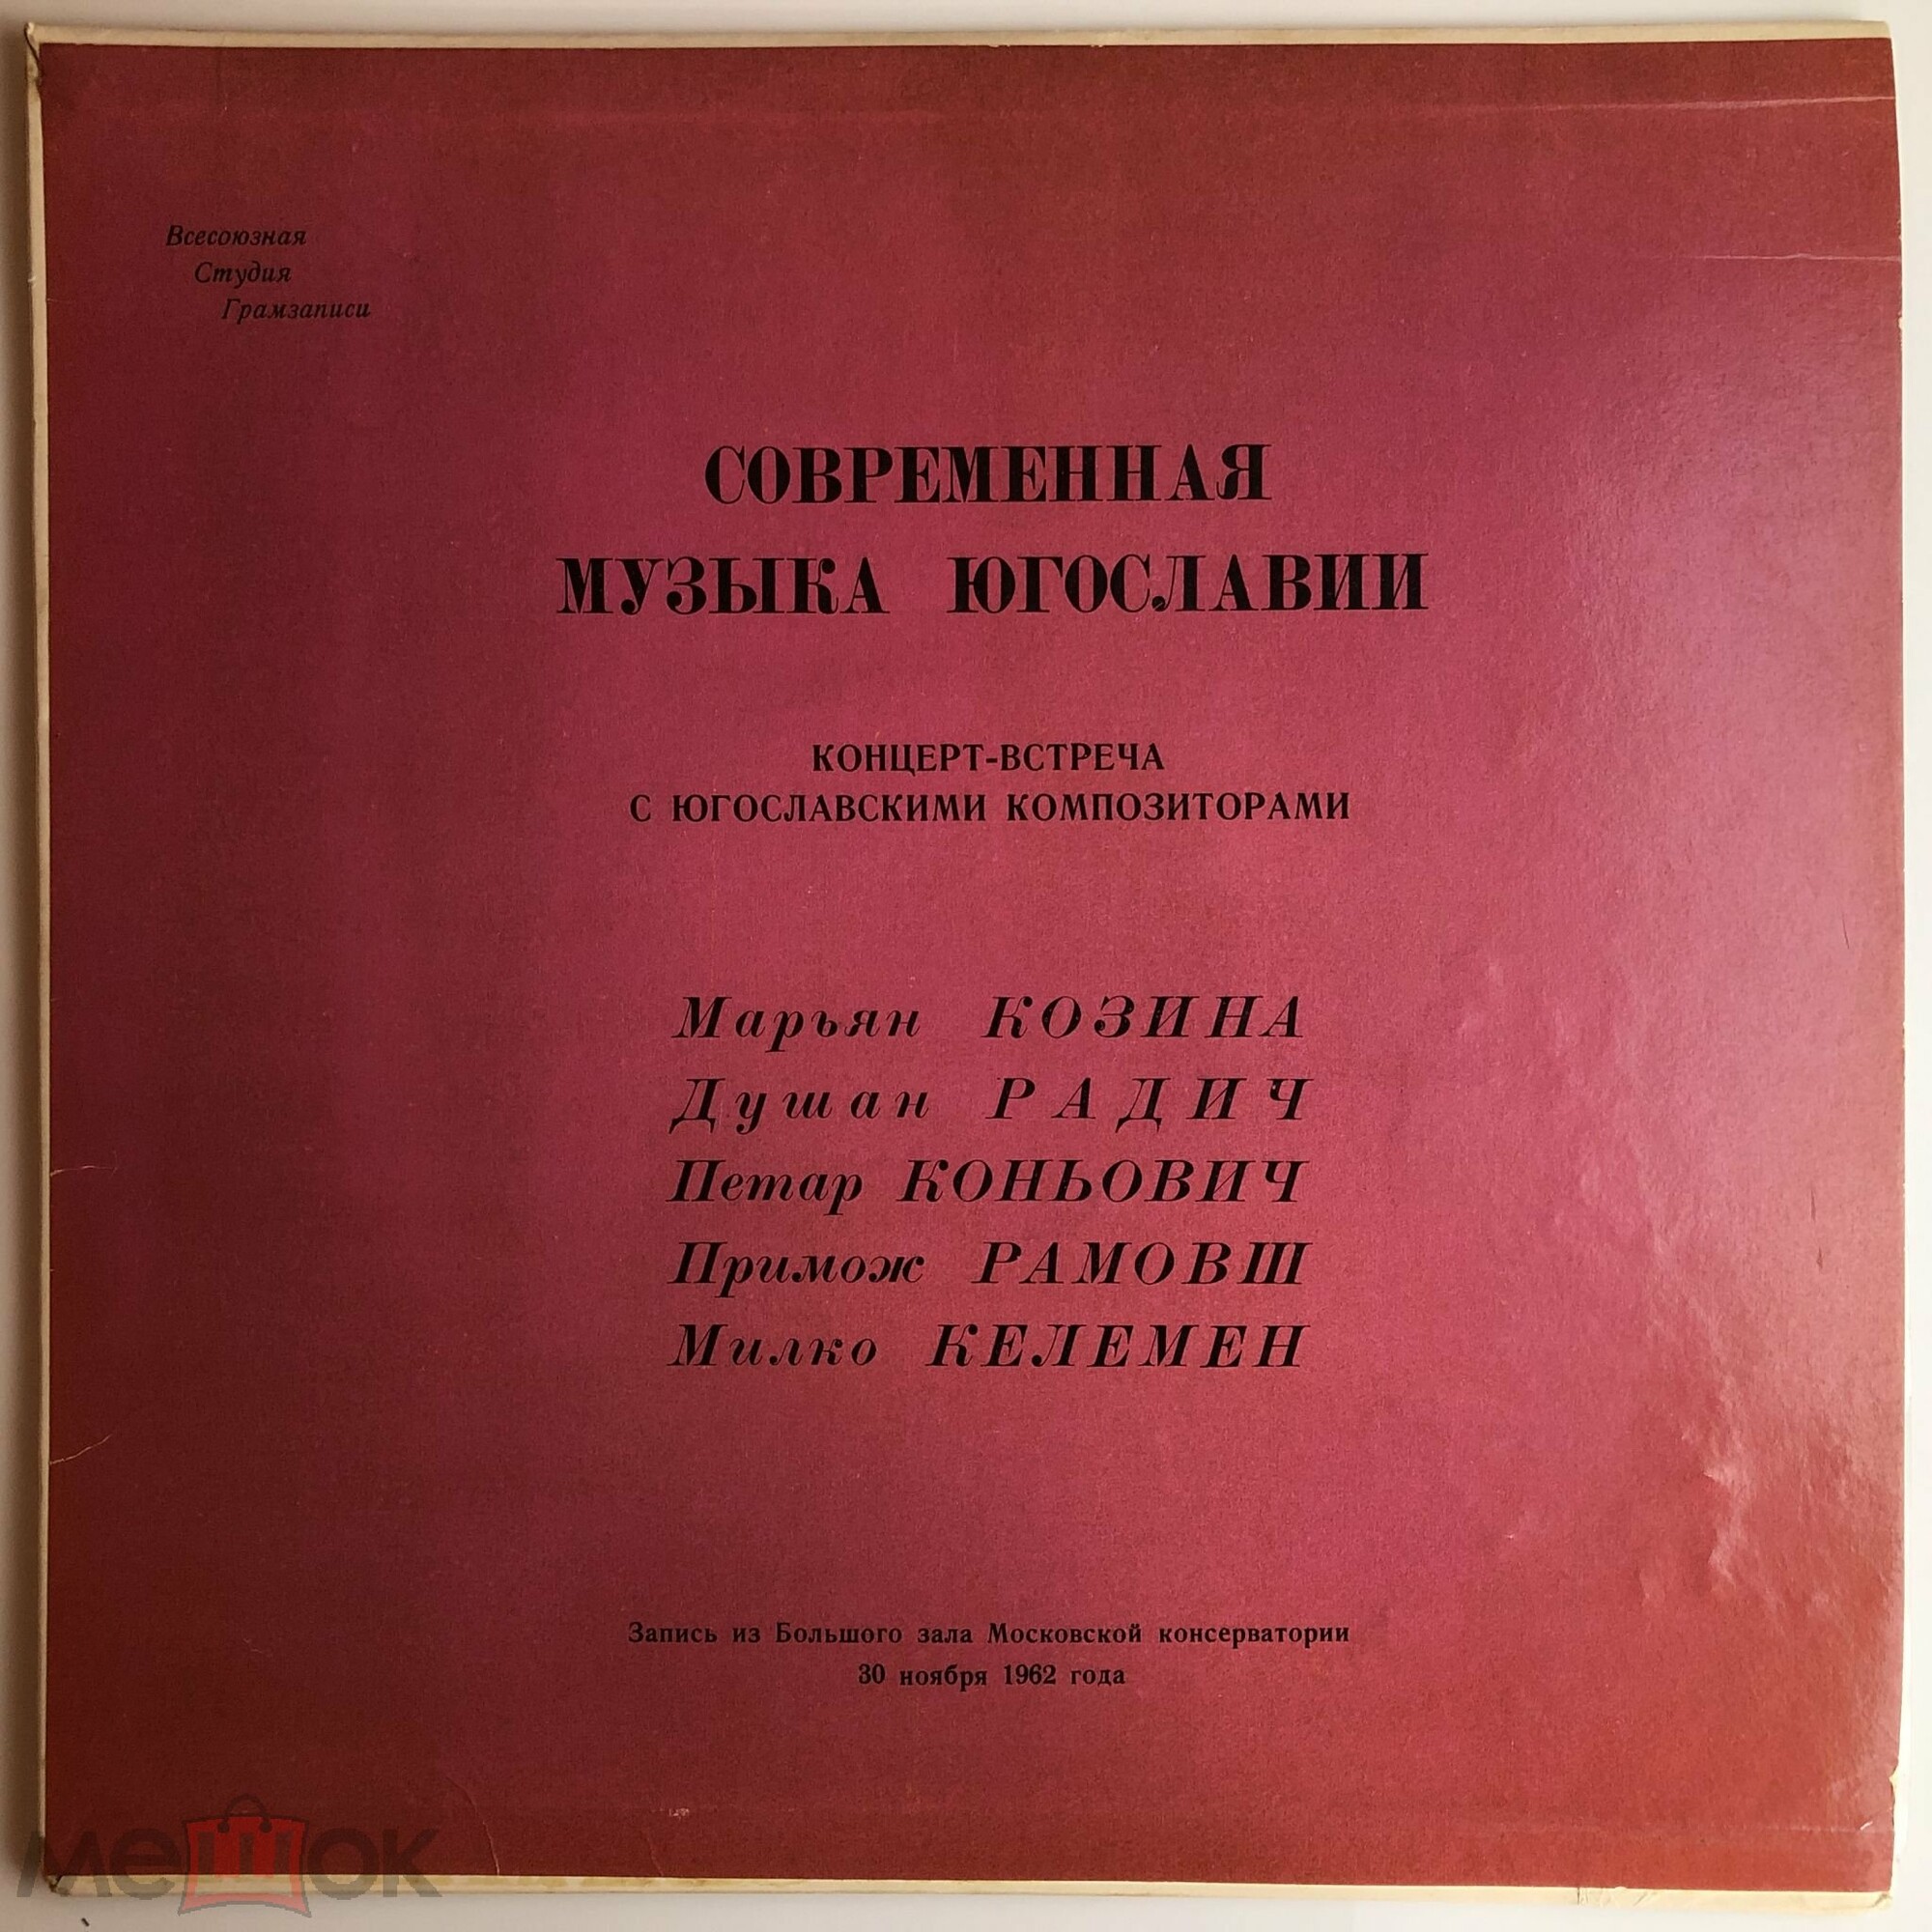 Всесоюзная
Студия
Грамзаписи
СОВРЕМЕННАЯ
МУЗЫКА ЮГОСЛАВИИ
КОНЦЕРТ-ВСТРЕЧА
С ЮГОСЛАВСКИМИ КОМПОЗИТОРАМИ
Марьян КОЗИНА
Душан РАДИЧ
Петар КОНЬОВИЧ
Примож РАМОВШ
Милко КЕЛЕМЕН
Запись из Большого зала Московской консерватории
30 ноября 1962 года
мешок